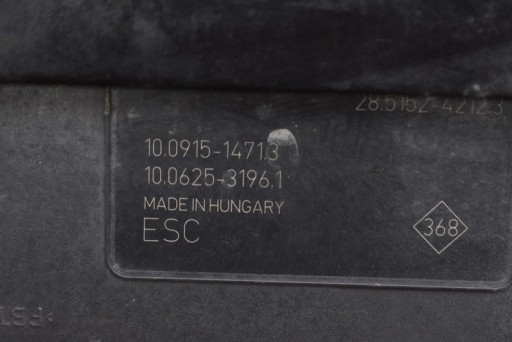 28.5152-4212.3
10.0915-1471.3
10.0625-3196.1
MADE IN HUNGARY
ESC
368